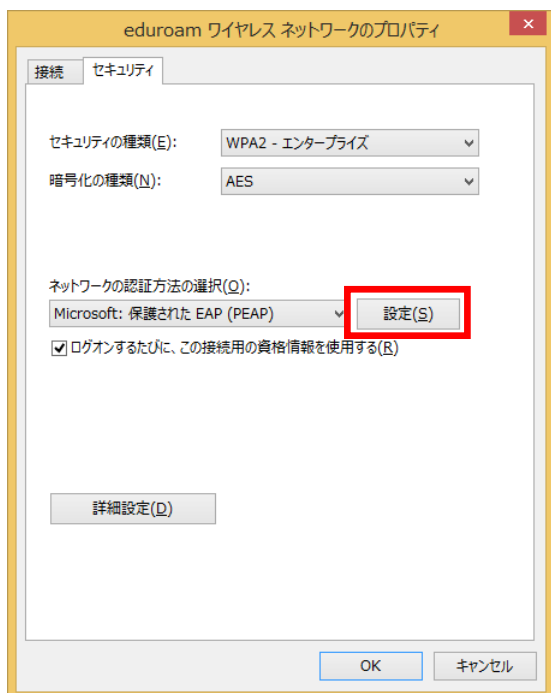 eduroam ワイヤレス ネットワークのプロパティ
接続 セキュリティ
セキュリティの種類(E): WPA2 - エンタープライズ
暗号化の種類(N): AES
ネットワークの認証方法の選択(O):
Microsoft: 保護された EAP (PEAP) 設定(S)
ログオンするたびに、この接続用の資格情報を使用する(R)
詳細設定(D)
OK キャンセル